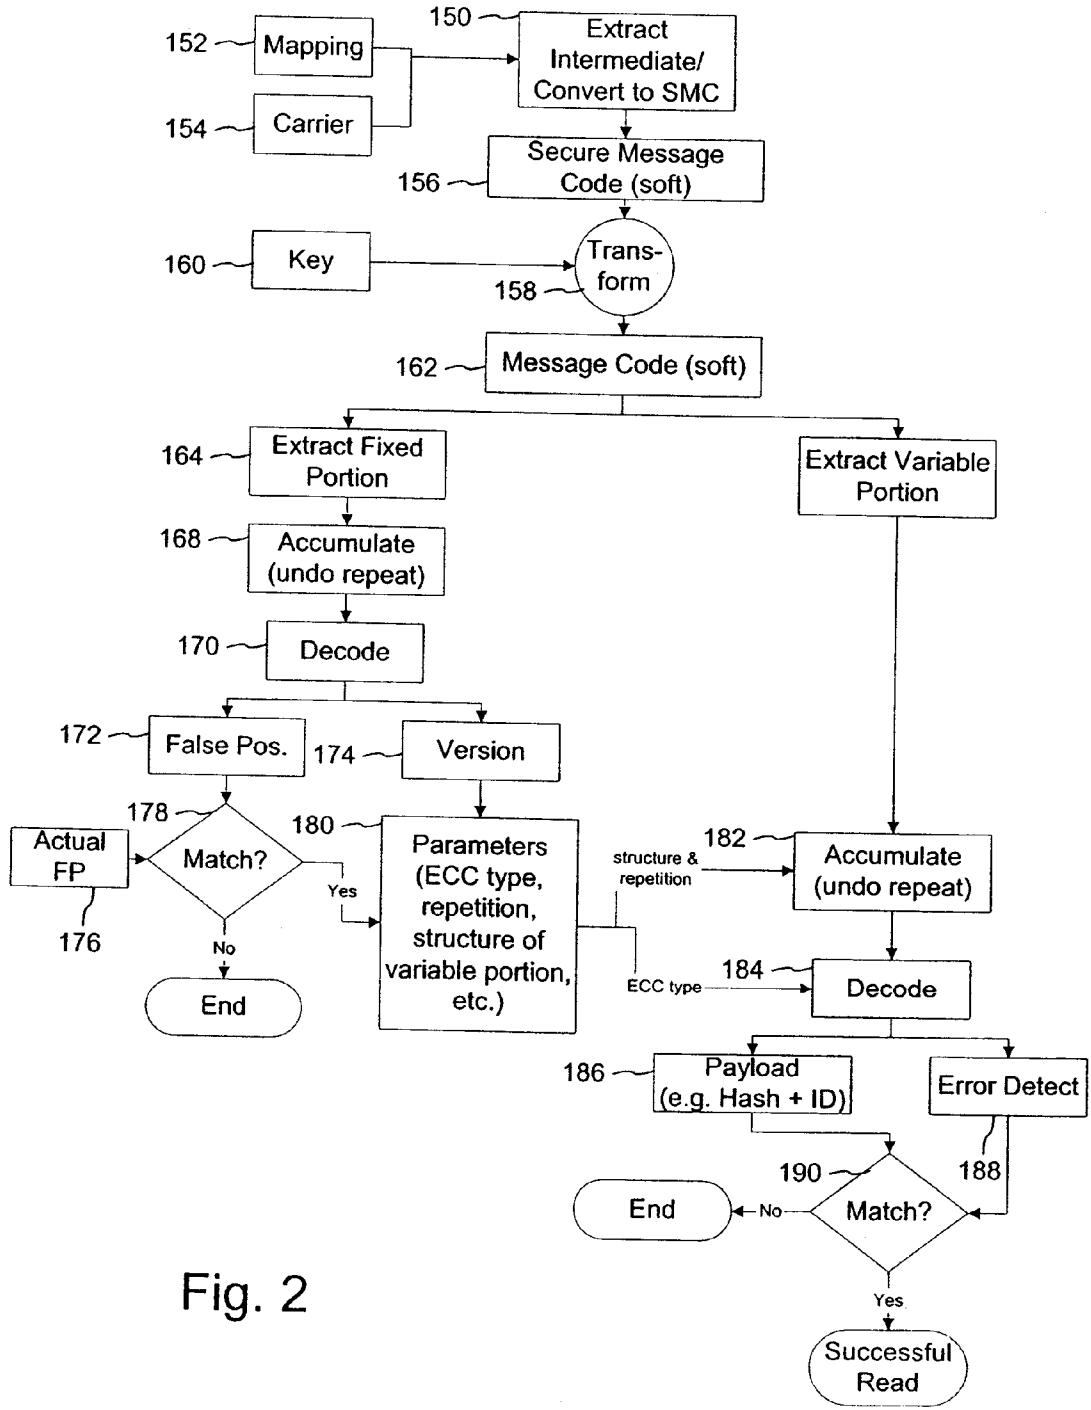 150
152
Mapping
Extract
Intermediate/
Convert to SMC
154
Carrier
Secure Message
Code (soft)
156
160
Key
Trans-
form
158
Message Code (soft)
162
164
Extract Fixed
Portion
Extract Variable
Portion
168
Accumulate
(undo repeat)
170
Decode
172
False Pos.
174
Version
178
Actual
FP
176
Match?
Yes
No
End
180
Parameters
(ECC type,
repetition,
structure of
variable portion,
etc.)
structure &
repetition
ECC type
182
Accumulate
(undo repeat)
184
Decode
186
Payload
(e.g. Hash + ID)
Error Detect
188
190
Match?
No
End
Yes
Successful
Read
Fig. 2